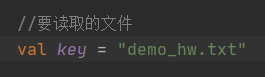 //要读取的文件
val key = "demo_hw.txt"